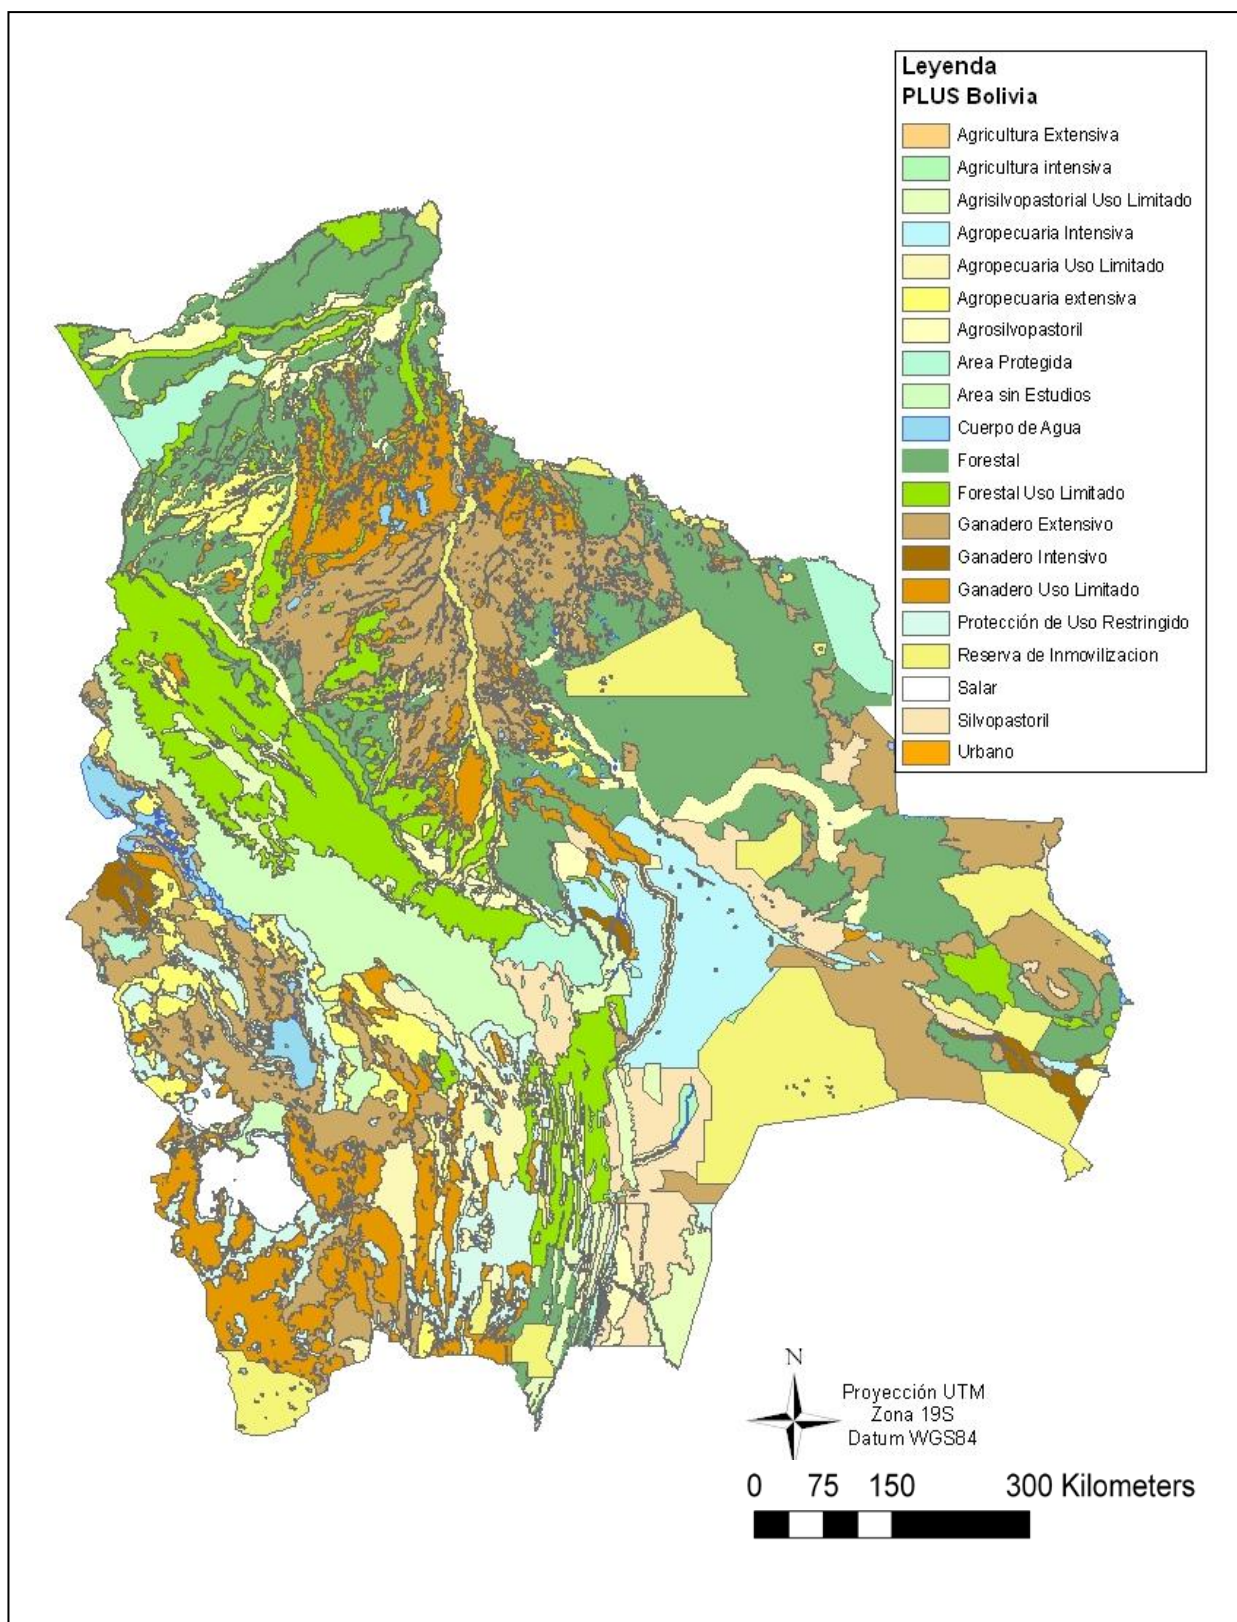 Leyenda
PLUS Bolivia
Agricultura Extensiva
Agricultura intensiva
Agrisilvopastorial Uso Limitado
Agropecuaria Intensiva
Agropecuaria Uso Limitado
Agropecuaria extensiva
Agrosilvopastoril
Area Protegida
Area sin Estudios
Cuerpo de Agua
Forestal
Forestal Uso Limitado
Ganadero Extensivo
Ganadero Intensivo
Ganadero Uso Limitado
Protección de Uso Restringido
Reserva de Inmovilizacion
Salar
Silvopastoril
Urbano
N
Proyección UTM
Zona 19S
Datum WGS84
0 75 150 300 Kilometers